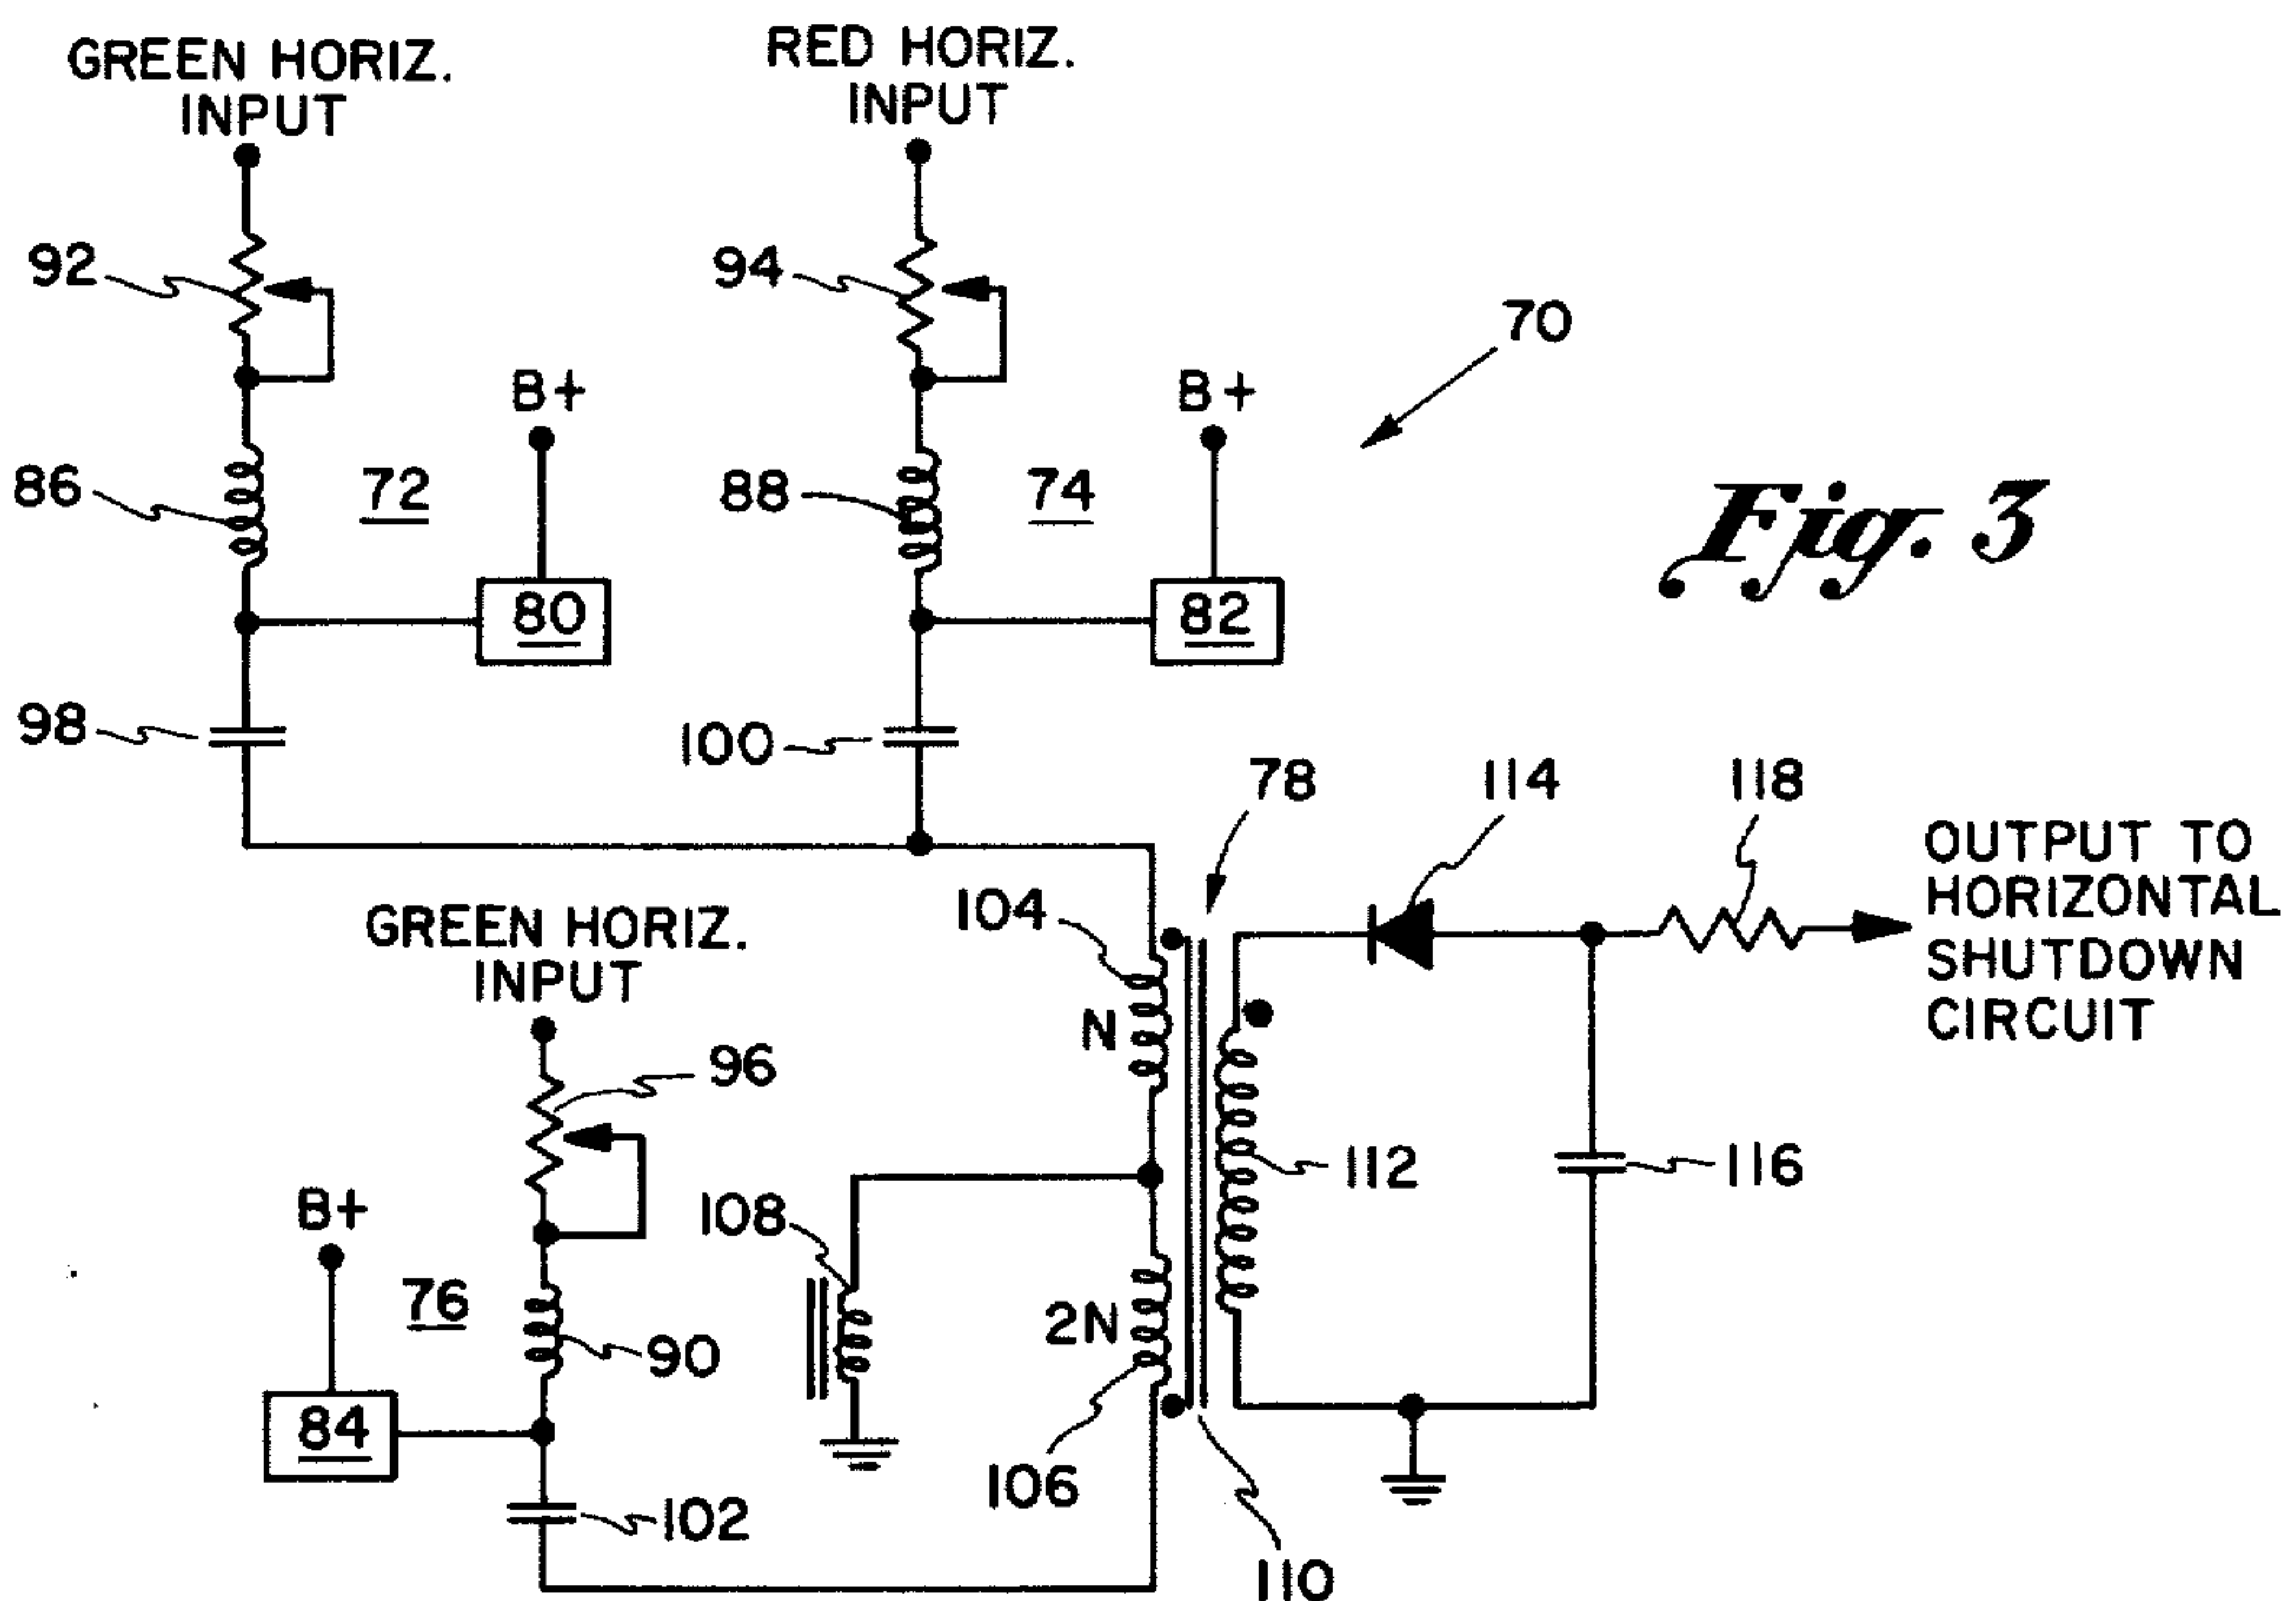 GREEN HORIZ.
INPUT
RED HORIZ.
INPUT
92
94
70
B+
B+
86
72
88
74
Fig. 3
80
82
98
100
78
114
118
OUTPUT TO
HORIZONTAL
SHUTDOWN
CIRCUIT
104
GREEN HORIZ.
INPUT
N
96
112
116
B+
108
76
2N
90
84
106
102
110